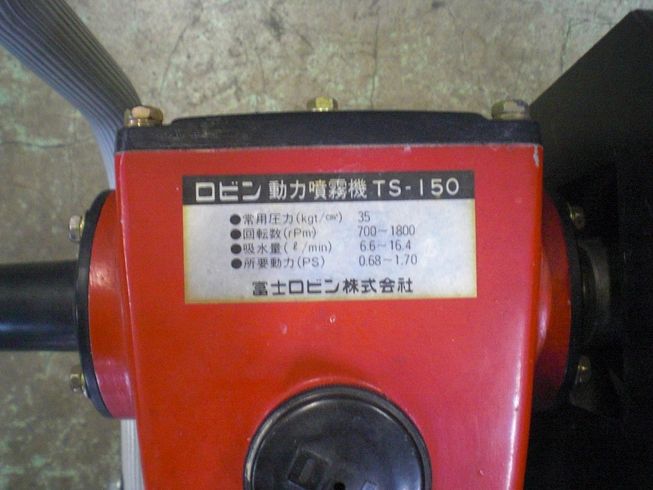 ロビン 動力噴霧機 TS-150
●常用圧力(kgf/c㎡) 35
●回転数(rPm) 700~1800
●吸水量(ℓ/min) 6.6~16.4
●所要動力(PS) 0.68~1.70
富士ロビン株式会社